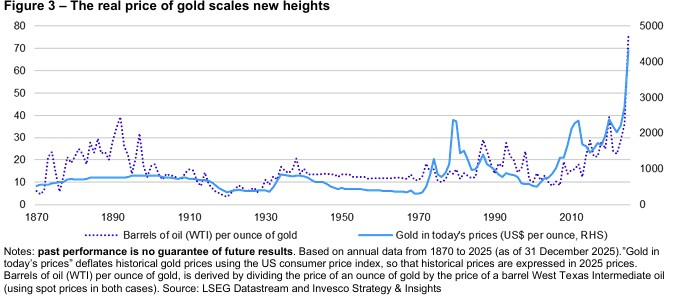 Figure 3 – The real price of gold scales new heights
80 5000
70
60 4000
50 3000
40
30 2000
20
10 1000
0 0
1870 1890 1910 1930 1950 1970 1990 2010
Barrels of oil (WTI) per ounce of gold Gold in today's prices (US$ per ounce, RHS)
Notes: past performance is no guarantee of future results. Based on annual data from 1870 to 2025 (as of 31 December 2025)."Gold in
today's prices" deflates historical gold prices using the US consumer price index, so that historical prices are expressed in 2025 prices.
Barrels of oil (WTI) per ounce of gold, is derived by dividing the price of an ounce of gold by the price of a barrel West Texas Intermediate oil
(using spot prices in both cases). Source: LSEG Datastream and Invesco Strategy & Insights